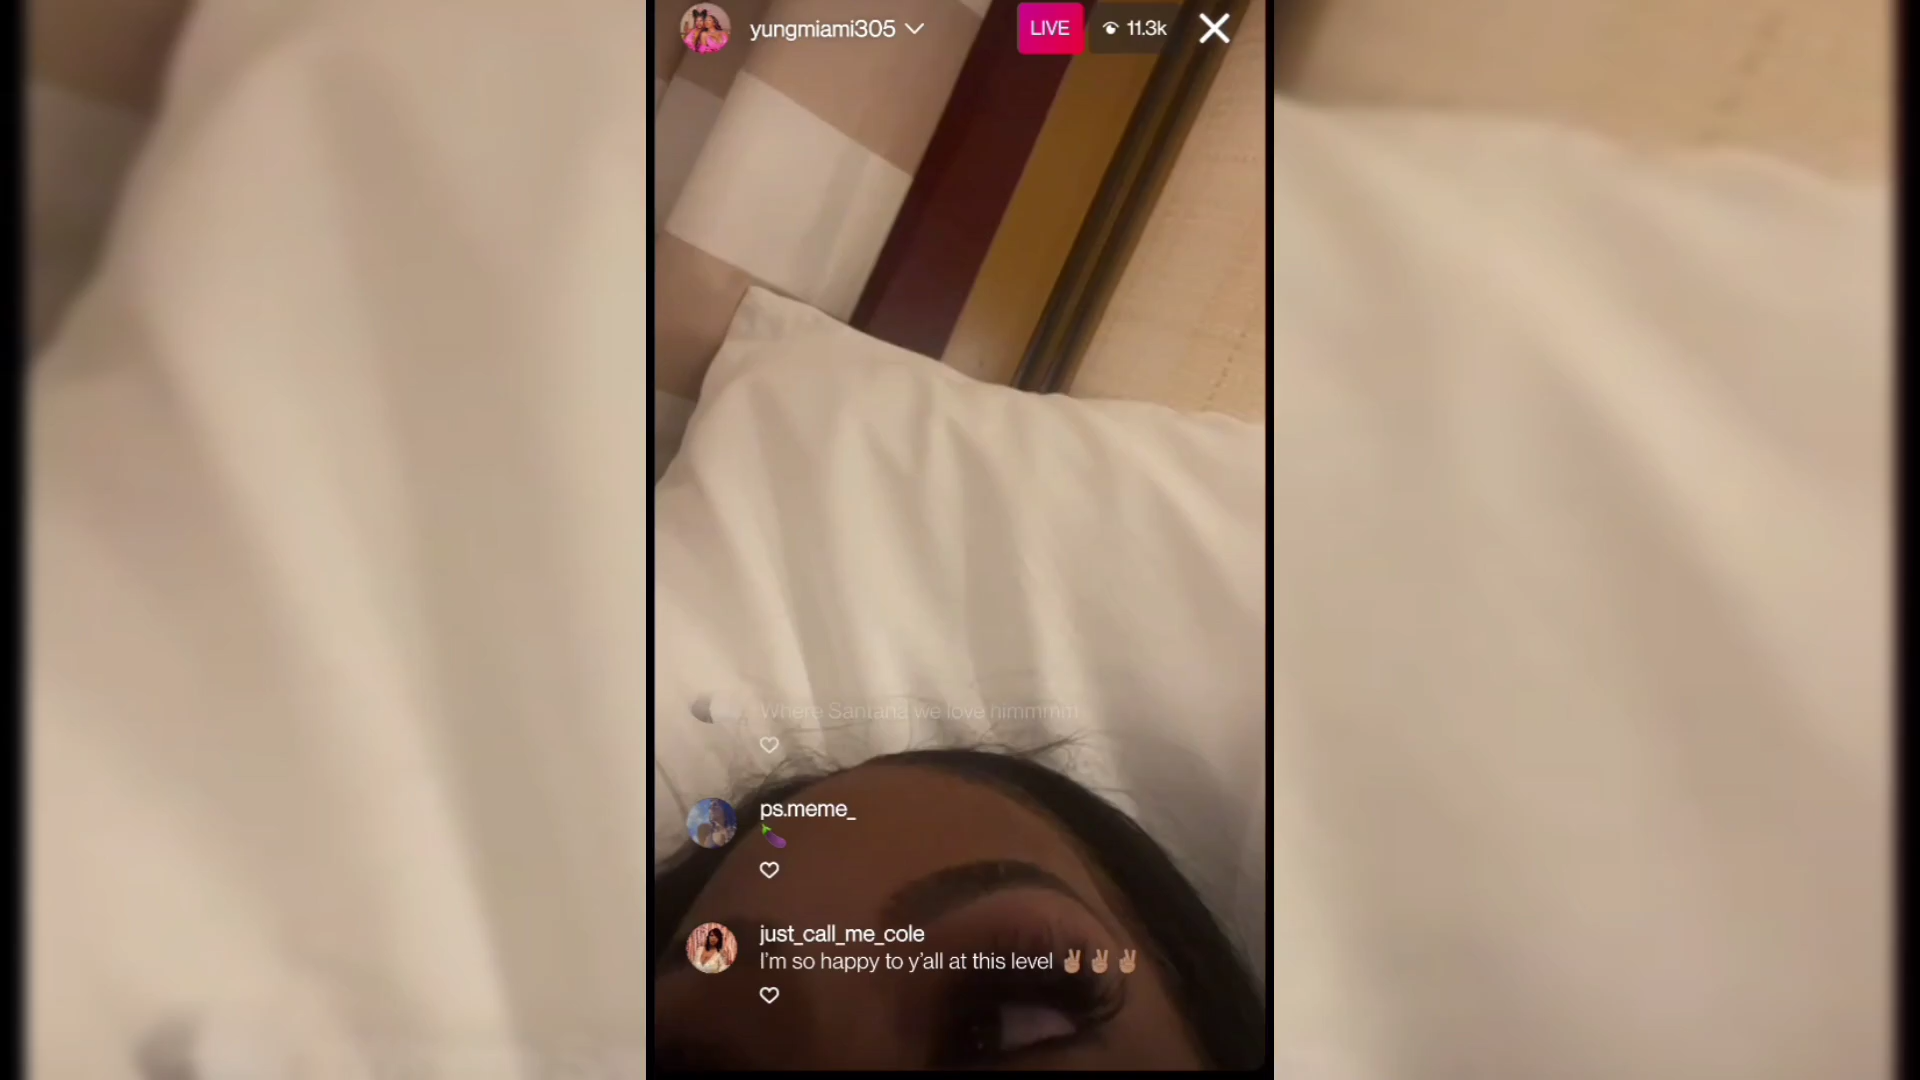 yungmiami305
LIVE
11.3k
Where Santana we love himmmm
ps.meme_
🍆
just_call_me_cole
I'm so happy to y'all at this level ✌🏽✌🏽✌🏽